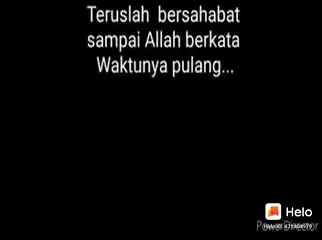 Teruslah bersahabat
sampai Allah berkata
Waktunya pulang...
Helo